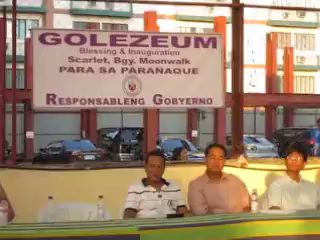 GOLEZEUM
Blessing & Inauguration
Scarlet, Bgy. Moonwalk
PARA SA PARAÑAQUE
RESPONSABLENG GOBYERNO